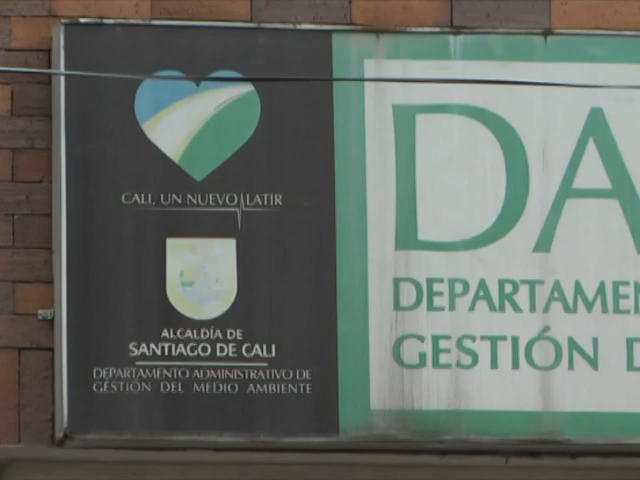 CALI, UN NUEVO LATIR
ALCALDÍA DE
SANTIAGO DE CALI
DEPARTAMENTO ADMINISTRATIVO DE
GESTIÓN DEL MEDIO AMBIENTE
DA
DEPARTAMEN
GESTIÓN D